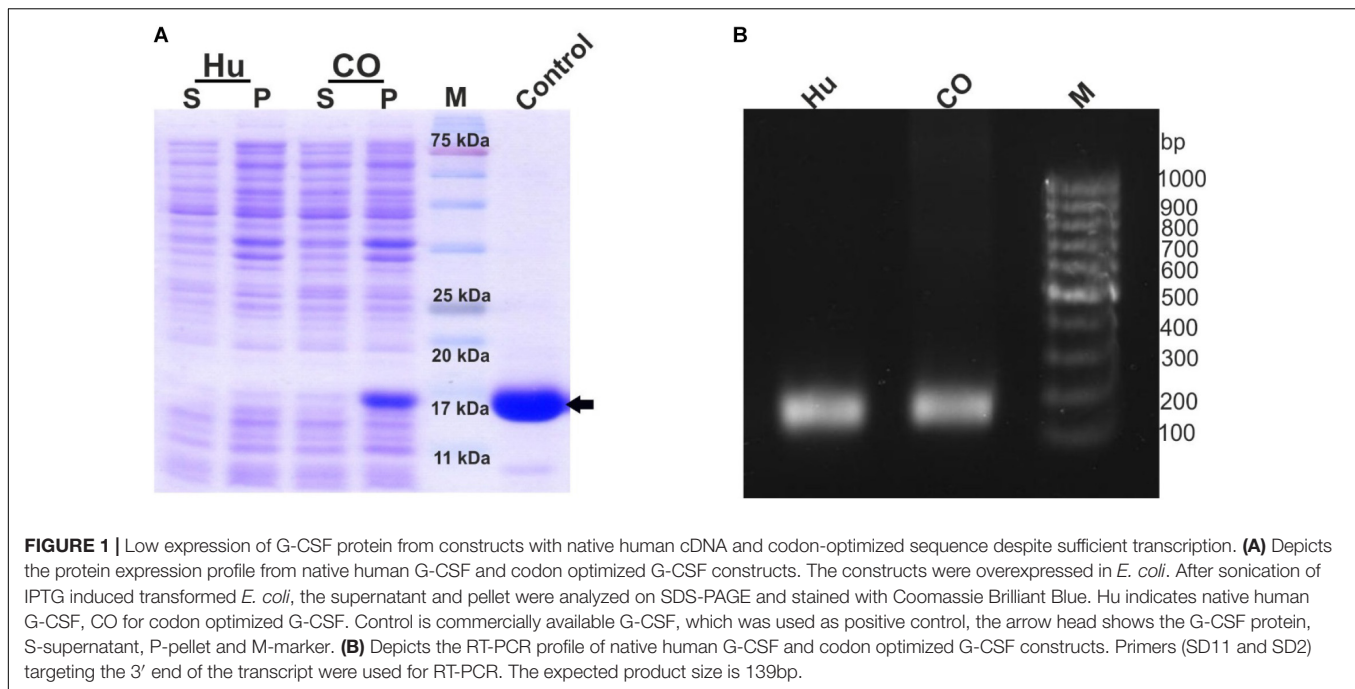 A
Hu CO
S P S P M Control
75 kDa
25 kDa
20 kDa
17 kDa
11 kDa
B
Hu CO M
bp
1000
900
800
700
600
500
400
300
200
100
FIGURE 1 | Low expression of G-CSF protein from constructs with native human cDNA and codon-optimized sequence despite sufficient transcription. (A) Depicts
the protein expression profile from native human G-CSF and codon optimized G-CSF constructs. The constructs were overexpressed in E. coli. After sonication of
IPTG induced transformed E. coli, the supernatant and pellet were analyzed on SDS-PAGE and stained with Coomassie Brilliant Blue. Hu indicates native human
G-CSF, CO for codon optimized G-CSF. Control is commercially available G-CSF, which was used as positive control, the arrow head shows the G-CSF protein,
S-supernatant, P-pellet and M-marker. (B) Depicts the RT-PCR profile of native human G-CSF and codon optimized G-CSF constructs. Primers (SD11 and SD2)
targeting the 3′ end of the transcript were used for RT-PCR. The expected product size is 139bp.